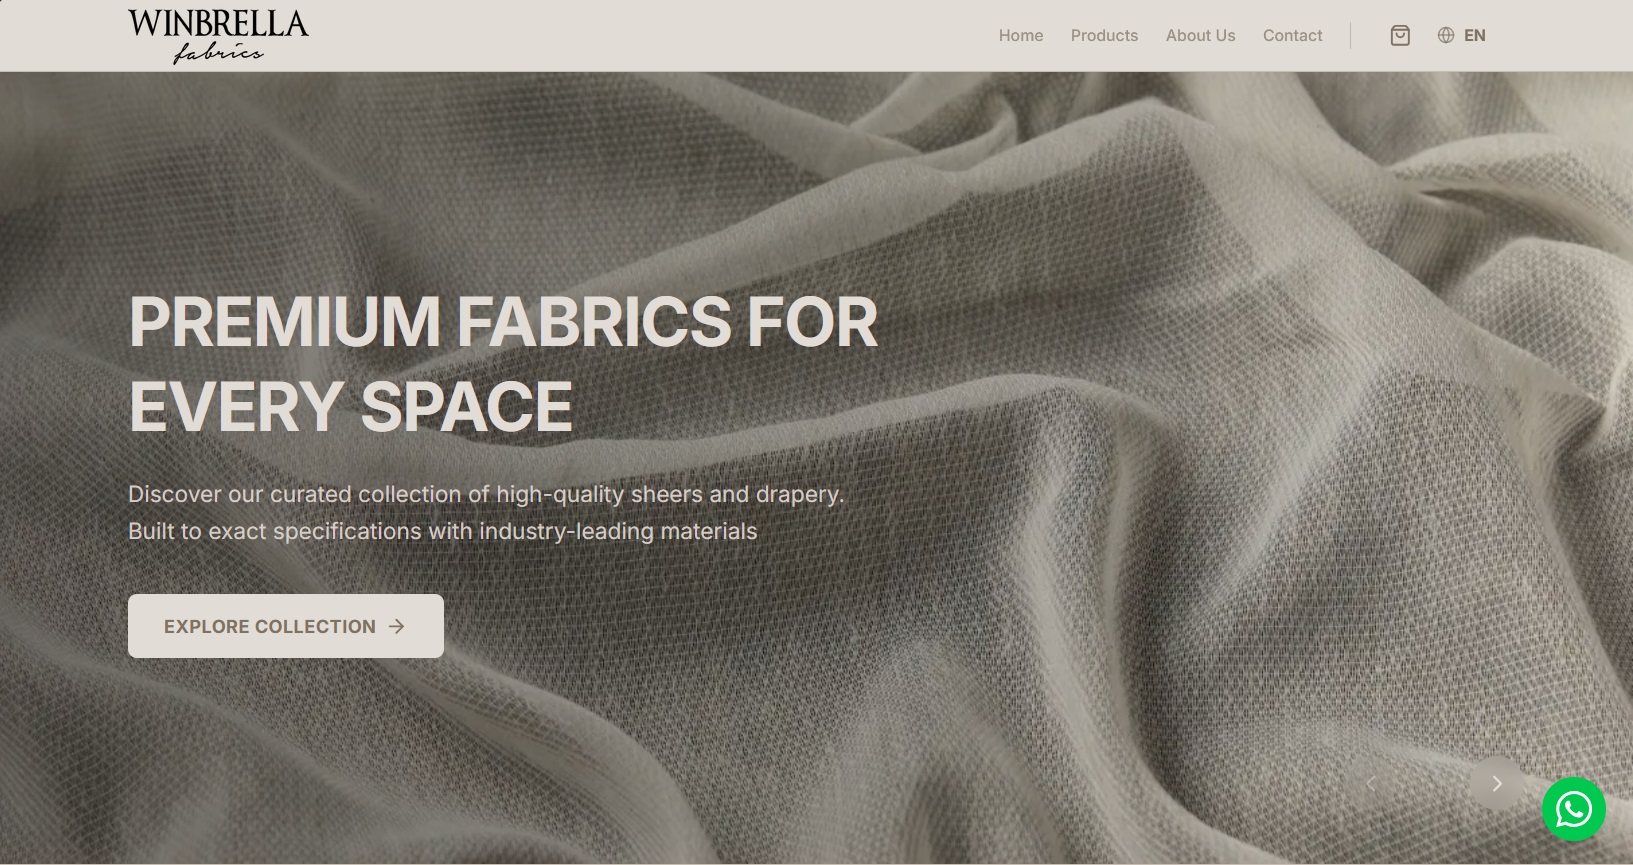 WINBRELLA
fabrics
Home Products About Us Contact EN
PREMIUM FABRICS FOR
EVERY SPACE
Discover our curated collection of high-quality sheers and drapery.
Built to exact specifications with industry-leading materials
EXPLORE COLLECTION